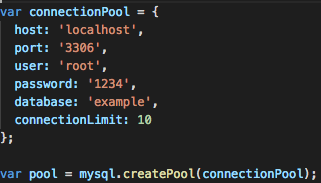 var connectionPool = {
  host: 'localhost',
  port: '3306',
  user: 'root',
  password: '1234',
  database: 'example',
  connectionLimit: 10
};
var pool = mysql.createPool(connectionPool);